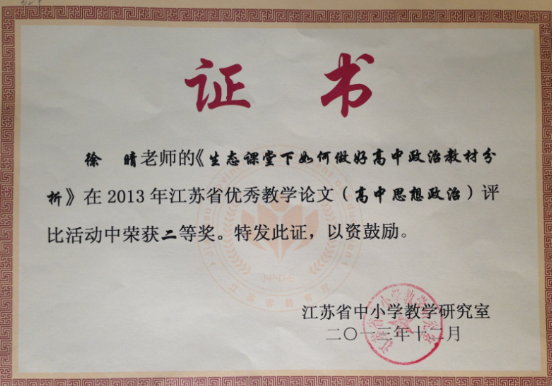 证书
徐 晴老师的《生态课堂下如何做好高中政治教材分
析》在2013年江苏省优秀教学论文(高中思想政治)评
比活动中荣获二等奖。特发此证,以资鼓励。
江苏省中小学教学研究室
二〇一三年十二月